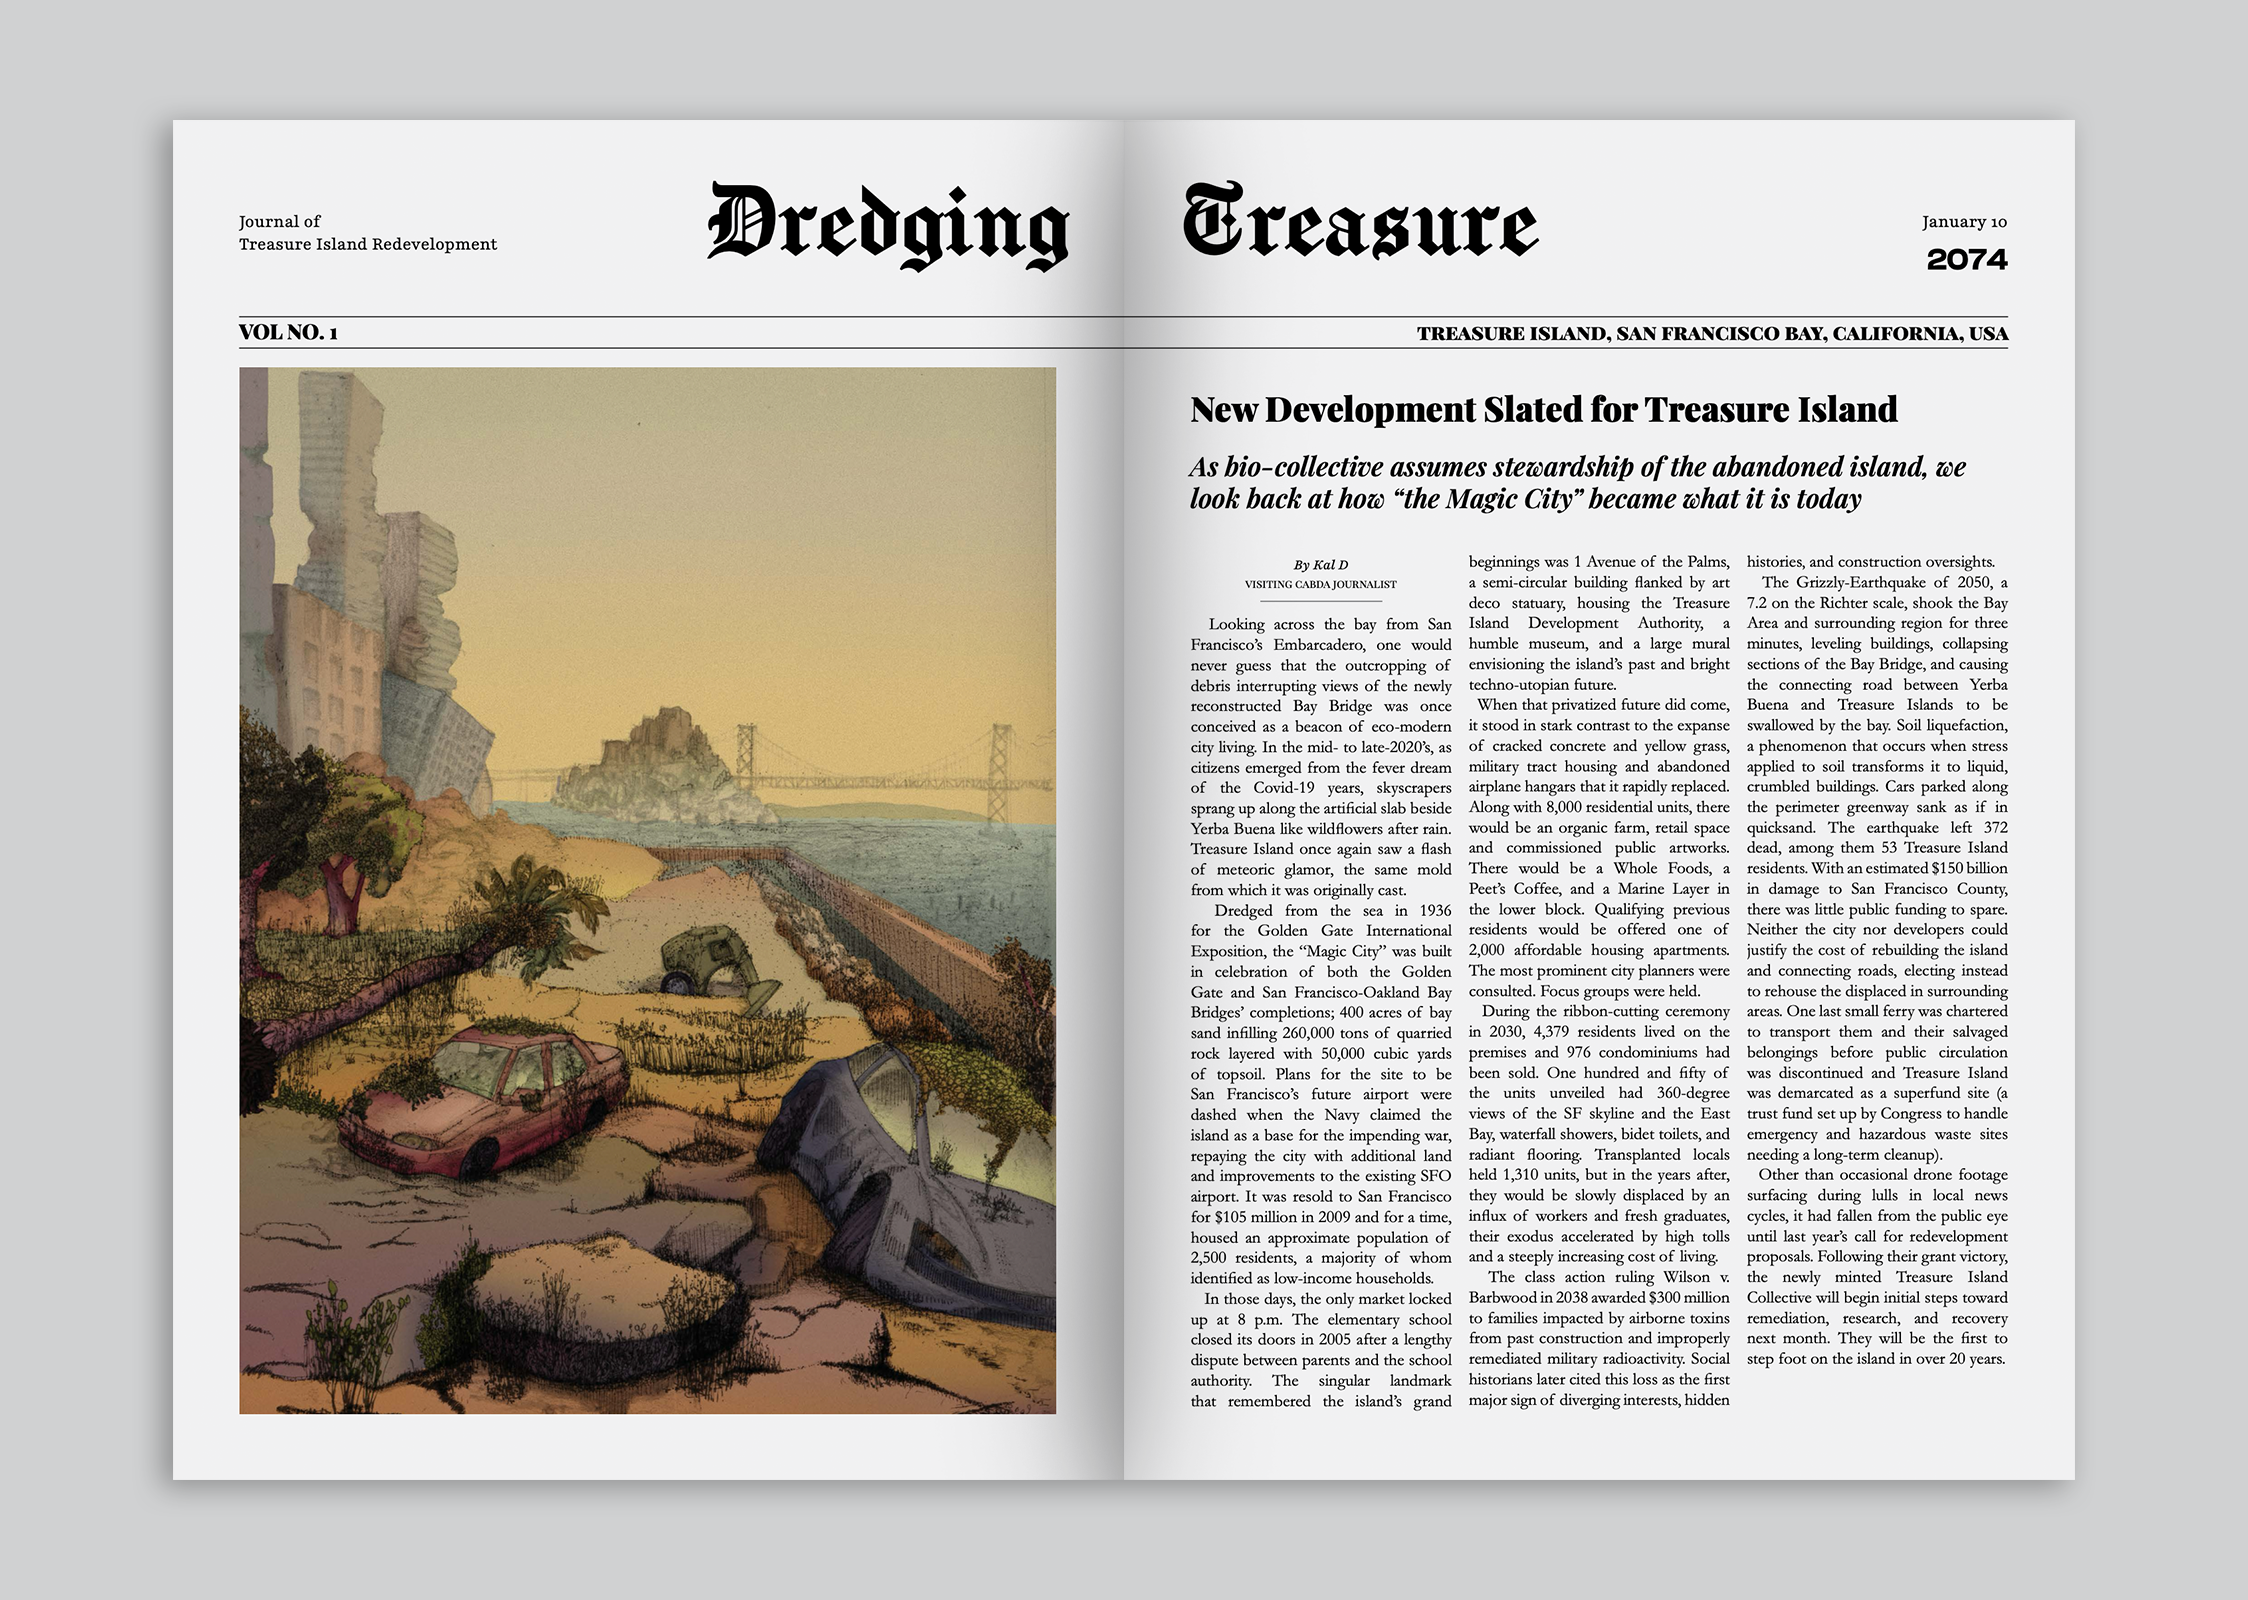 Journal of
Treasure Island Redevelopment
Dredging Treasure
January 10
2074
VOL NO. 1
TREASURE ISLAND, SAN FRANCISCO BAY, CALIFORNIA, USA
New Development Slated for Treasure Island
As bio-collective assumes stewardship of the abandoned island, we
look back at how “the Magic City” became what it is today
By Kal D
VISITING CABDA JOURNALIST
Looking across the bay from San
Francisco’s Embarcadero, one would
never guess that the outcropping of
debris interrupting views of the newly
reconstructed Bay Bridge was once
conceived as a beacon of eco-modern
city living. In the mid- to late-2020’s, as
citizens emerged from the fever dream
of the Covid-19 years, skyscrapers
sprang up along the artificial slab beside
Yerba Buena like wildflowers after rain.
Treasure Island once again saw a flash
of meteoric glamor, the same mold
from which it was originally cast.
Dredged from the sea in 1936
for the Golden Gate International
Exposition, the “Magic City” was built
in celebration of both the Golden
Gate and San Francisco-Oakland Bay
Bridges’ completions; 400 acres of bay
sand infilling 260,000 tons of quarried
rock layered with 50,000 cubic yards
of topsoil. Plans for the site to be
San Francisco’s future airport were
dashed when the Navy claimed the
island as a base for the impending war,
repaying the city with additional land
and improvements to the existing SFO
airport. It was resold to San Francisco
for $105 million in 2009 and for a time,
housed an approximate population of
2,500 residents, a majority of whom
identified as low-income households.
In those days, the only market locked
up at 8 p.m. The elementary school
closed its doors in 2005 after a lengthy
dispute between parents and the school
authority. The singular landmark
that remembered the island’s grand
beginnings was 1 Avenue of the Palms,
a semi-circular building flanked by art
deco statuary, housing the Treasure
Island Development Authority, a
humble museum, and a large mural
envisioning the island’s past and bright
techno-utopian future.
When that privatized future did come,
it stood in stark contrast to the expanse
of cracked concrete and yellow grass,
military tract housing and abandoned
airplane hangars that it rapidly replaced.
Along with 8,000 residential units, there
would be an organic farm, retail space
and commissioned public artworks.
There would be a Whole Foods, a
Peet’s Coffee, and a Marine Layer in
the lower block. Qualifying previous
residents would be offered one of
2,000 affordable housing apartments.
The most prominent city planners were
consulted. Focus groups were held.
During the ribbon-cutting ceremony
in 2030, 4,379 residents lived on the
premises and 976 condominiums had
been sold. One hundred and fifty of
the units unveiled had 360-degree
views of the SF skyline and the East
Bay, waterfall showers, bidet toilets, and
radiant flooring. Transplanted locals
held 1,310 units, but in the years after,
they would be slowly displaced by an
influx of workers and fresh graduates,
their exodus accelerated by high tolls
and a steeply increasing cost of living.
The class action ruling Wilson v.
Barbwood in 2038 awarded $300 million
to families impacted by airborne toxins
from past construction and improperly
remediated military radioactivity. Social
historians later cited this loss as the first
major sign of diverging interests, hidden
histories, and construction oversights.
The Grizzly-Earthquake of 2050, a
7.2 on the Richter scale, shook the Bay
Area and surrounding region for three
minutes, leveling buildings, collapsing
sections of the Bay Bridge, and causing
the connecting road between Yerba
Buena and Treasure Islands to be
swallowed by the bay. Soil liquefaction,
a phenomenon that occurs when stress
applied to soil transforms it to liquid,
crumbled buildings. Cars parked along
the perimeter greenway sank as if in
quicksand. The earthquake left 372
dead, among them 53 Treasure Island
residents. With an estimated $150 billion
in damage to San Francisco County,
there was little public funding to spare.
Neither the city nor developers could
justify the cost of rebuilding the island
and connecting roads, electing instead
to rehouse the displaced in surrounding
areas. One last small ferry was chartered
to transport them and their salvaged
belongings before public circulation
was discontinued and Treasure Island
was demarcated as a superfund site (a
trust fund set up by Congress to handle
emergency and hazardous waste sites
needing a long-term cleanup).
Other than occasional drone footage
surfacing during lulls in local news
cycles, it had fallen from the public eye
until last year’s call for redevelopment
proposals. Following their grant victory,
the newly minted Treasure Island
Collective will begin initial steps toward
remediation, research, and recovery
next month. They will be the first to
step foot on the island in over 20 years.